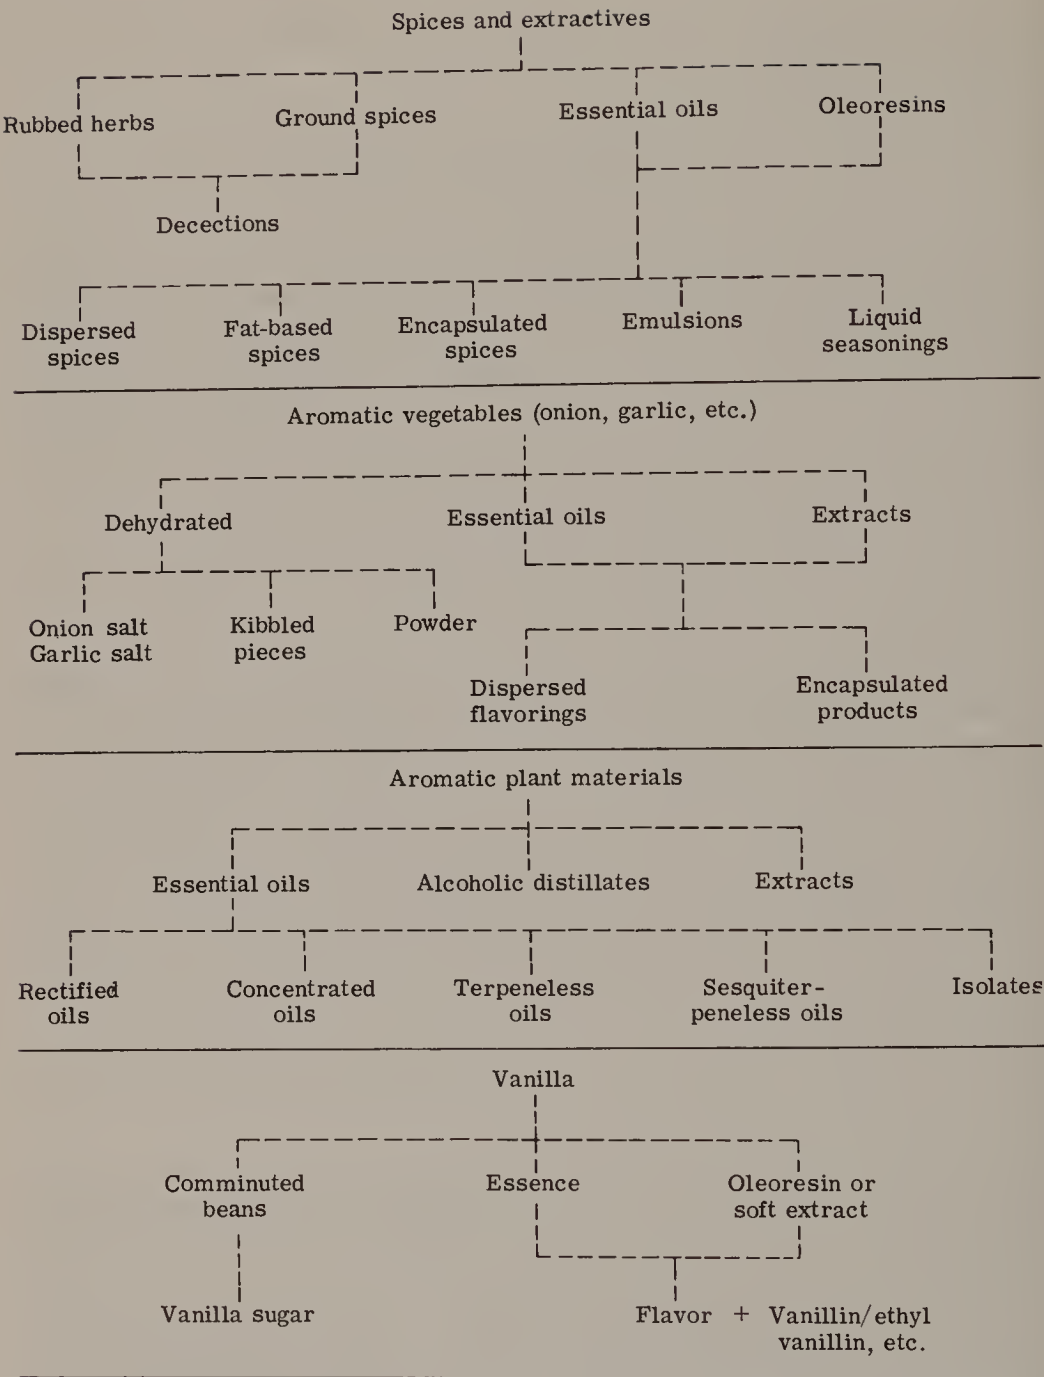 Spices and extractives
Rubbed herbs
Ground spices
Essential oils
Oleoresins
Decections
Dispersed
spices
Fat-based
spices
Encapsulated
spices
Emulsions
Liquid
seasonings
Aromatic vegetables (onion, garlic, etc.)
Dehydrated
Essential oils
Extracts
Onion salt
Garlic salt
Kibbled
pieces
Powder
Dispersed
flavorings
Encapsulated
products
Aromatic plant materials
Essential oils
Alcoholic distillates
Extracts
Rectified
oils
Concentrated
oils
Terpeneless
oils
Sesquiter-
peneless oils
Isolates
Vanilla
Comminuted
beans
Essence
Oleoresin or
soft extract
Vanilla sugar
Flavor + Vanillin/ethyl
vanillin, etc.